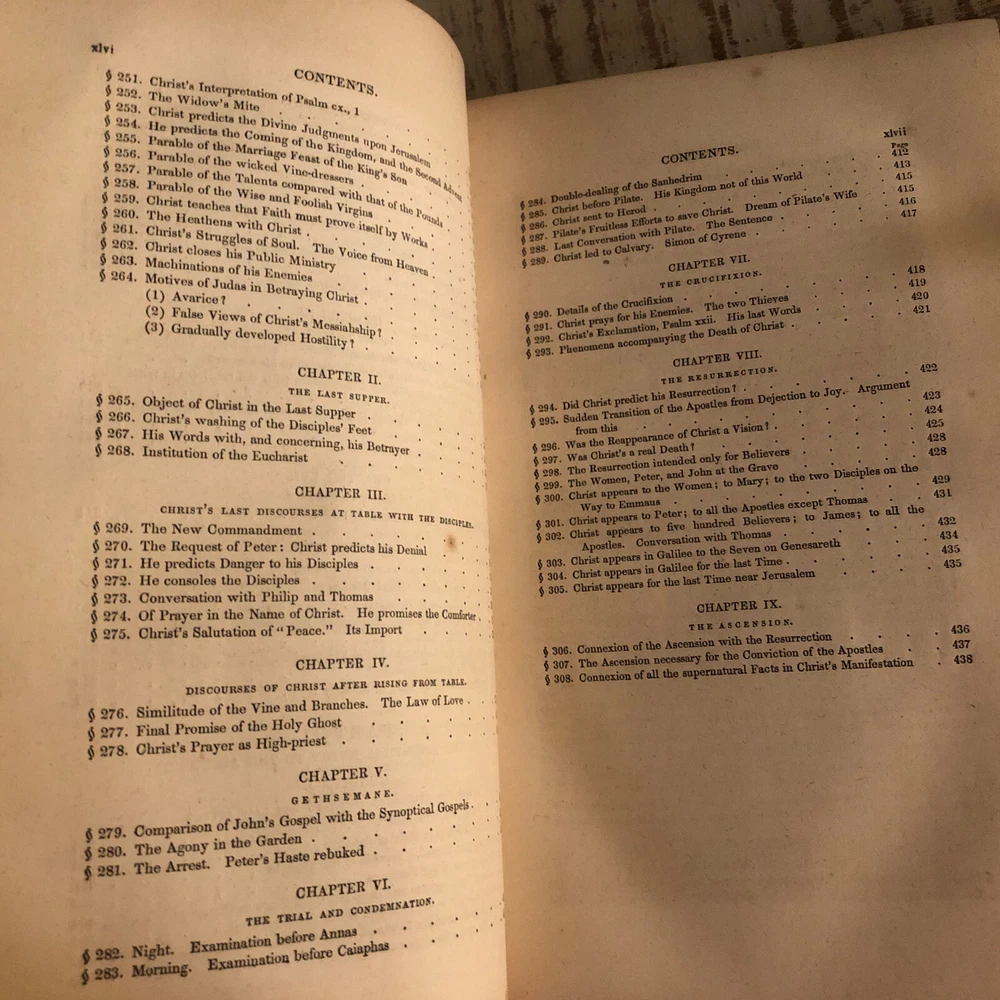 xlvi
CONTENTS.
§ 251. Christ's Interpretation of Psalm cx., 1
§ 252. The Widow's Mite
§ 253. Christ predicts the Divine Judgments upon Jerusalem
§ 254. He predicts the Coming of the Kingdom, and the Second Advent
§ 255. Parable of the Marriage Feast of the King's Son
§ 256. Parable of the wicked Vine-dressers
§ 257. Parable of the Talents compared with that of the Pounds
§ 258. Parable of the Wise and Foolish Virgins
§ 259. Christ teaches that Faith must prove itself by Works
§ 260. The Heathens with Christ
§ 261. Christ's Struggles of Soul. The Voice from Heaven
§ 262. Christ closes his Public Ministry
§ 263. Machinations of his Enemies
§ 264. Motives of Judas in Betraying Christ
(1) Avarice?
(2) False Views of Christ's Messiahship?
(3) Gradually developed Hostility?
CHAPTER II.
THE LAST SUPPER.
§ 265. Object of Christ in the Last Supper
§ 266. Christ's washing of the Disciples' Feet
§ 267. His Words with, and concerning, his Betrayer
§ 268. Institution of the Eucharist
CHAPTER III.
CHRIST'S LAST DISCOURSES AT TABLE WITH THE DISCIPLES.
§ 269. The New Commandment
§ 270. The Request of Peter: Christ predicts his Denial
§ 271. He predicts Danger to his Disciples
§ 272. He consoles the Disciples
§ 273. Conversation with Philip and Thomas
§ 274. Of Prayer in the Name of Christ. He promises the Comforter
§ 275. Christ's Salutation of "Peace." Its Import
CHAPTER IV.
DISCOURSES OF CHRIST AFTER RISING FROM TABLE.
§ 276. Similitude of the Vine and Branches. The Law of Love
§ 277. Final Promise of the Holy Ghost
§ 278. Christ's Prayer as High-priest
CHAPTER V.
GETHSEMANE.
§ 279. Comparison of John's Gospel with the Synoptical Gospels
§ 280. The Agony in the Garden
§ 281. The Arrest. Peter's Haste rebuked
CHAPTER VI.
THE TRIAL AND CONDEMNATION.
§ 282. Night. Examination before Annas
§ 283. Morning. Examination before Caiaphas
xlvii
CONTENTS.
Page
§ 284. Double-dealing of the Sanhedrim 412
§ 285. Christ before Pilate. His Kingdom not of this World 413
§ 286. Christ sent to Herod 415
§ 287. Pilate's Fruitless Efforts to save Christ. Dream of Pilate's Wife 415
§ 288. Last Conversation with Pilate. The Sentence 416
§ 289. Christ led to Calvary. Simon of Cyrene 417
CHAPTER VII.
THE CRUCIFIXION.
§ 290. Details of the Crucifixion 418
§ 291. Christ prays for his Enemies. The two Thieves 419
§ 292. Christ's Exclamation, Psalm xxii. His last Words 420
§ 293. Phenomena accompanying the Death of Christ 421
CHAPTER VIII.
THE RESURRECTION.
§ 294. Did Christ predict his Resurrection? 422
§ 295. Sudden Transition of the Apostles from Dejection to Joy. Argument
from this 423
§ 296. Was the Reappearance of Christ a Vision? 424
§ 297. Was Christ's a real Death? 425
§ 298. The Resurrection intended only for Believers 428
§ 299. The Women, Peter, and John at the Grave 428
§ 300. Christ appears to the Women; to Mary; to the two Disciples on the
Way to Emmaus 429
§ 301. Christ appears to Peter; to all the Apostles except Thomas 431
§ 302. Christ appears to five hundred Believers; to James; to all the
Apostles. Conversation with Thomas 432
§ 303. Christ appears in Galilee to the Seven on Genesareth 434
§ 304. Christ appears in Galilee for the last Time 435
§ 305. Christ appears for the last Time near Jerusalem 435
CHAPTER IX.
THE ASCENSION.
§ 306. Connexion of the Ascension with the Resurrection 436
§ 307. The Ascension necessary for the Conviction of the Apostles 437
§ 308. Connexion of all the supernatural Facts in Christ's Manifestation 438